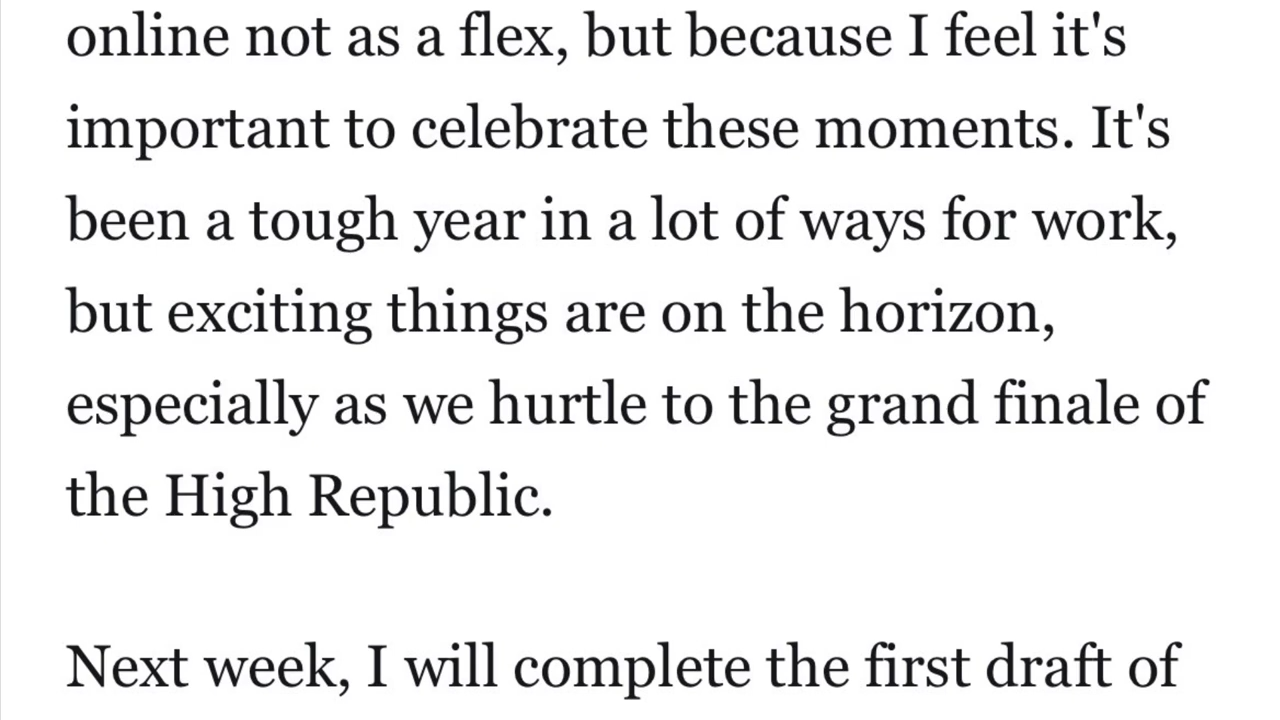 online not as a flex, but because I feel it's
important to celebrate these moments. It's
been a tough year in a lot of ways for work,
but exciting things are on the horizon,
especially as we hurtle to the grand finale of
the High Republic.
Next week, I will complete the first draft of